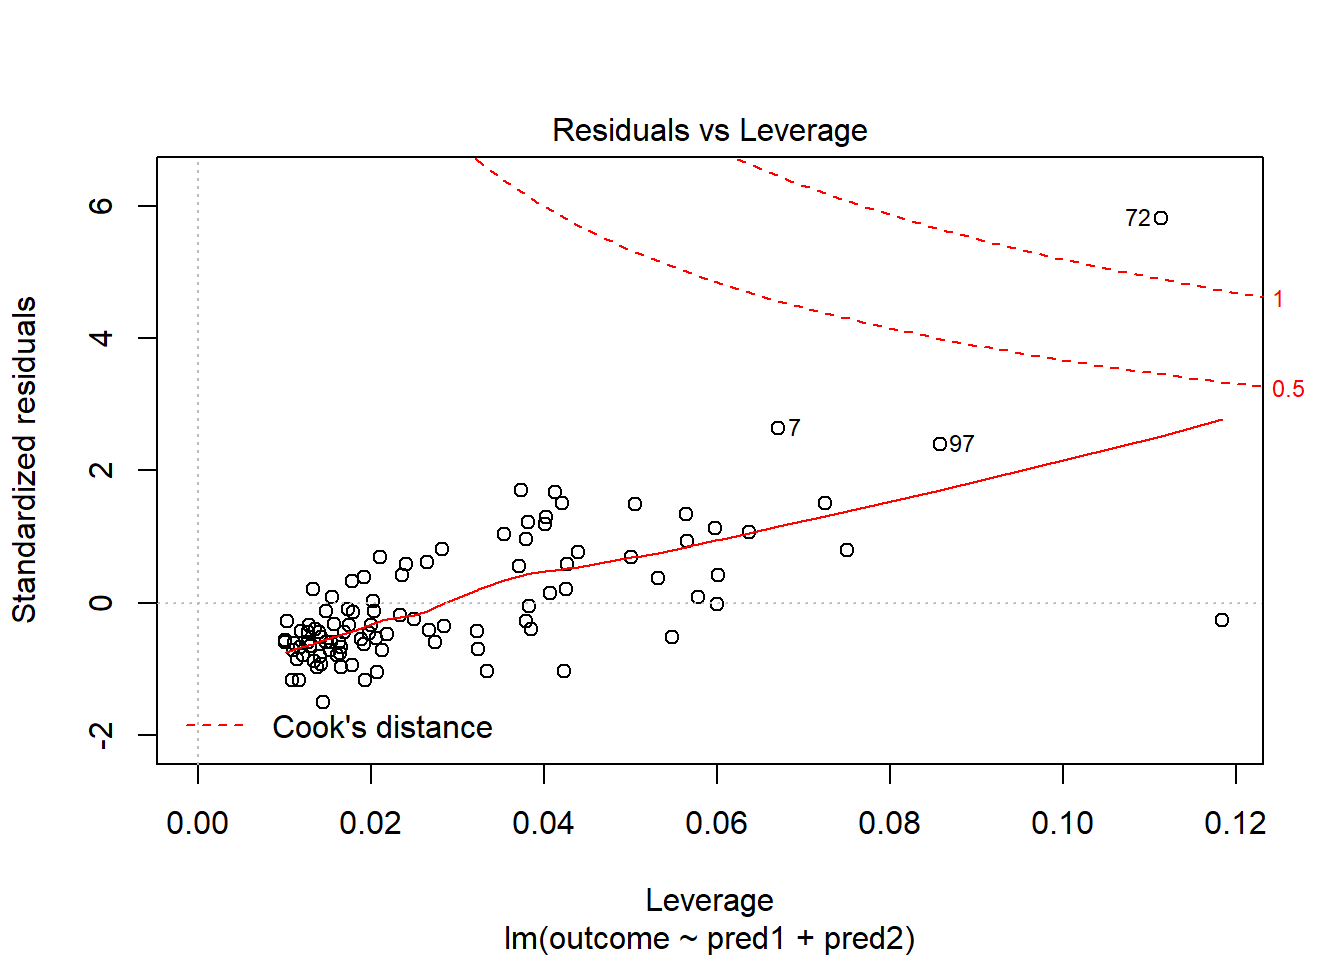 Residuals vs Leverage
Standardized residuals
6
4
2
0
-2
72
7
97
1
0.5
Cook's distance
0.00 0.02 0.04 0.06 0.08 0.10 0.12
Leverage
lm(outcome ~ pred1 + pred2)